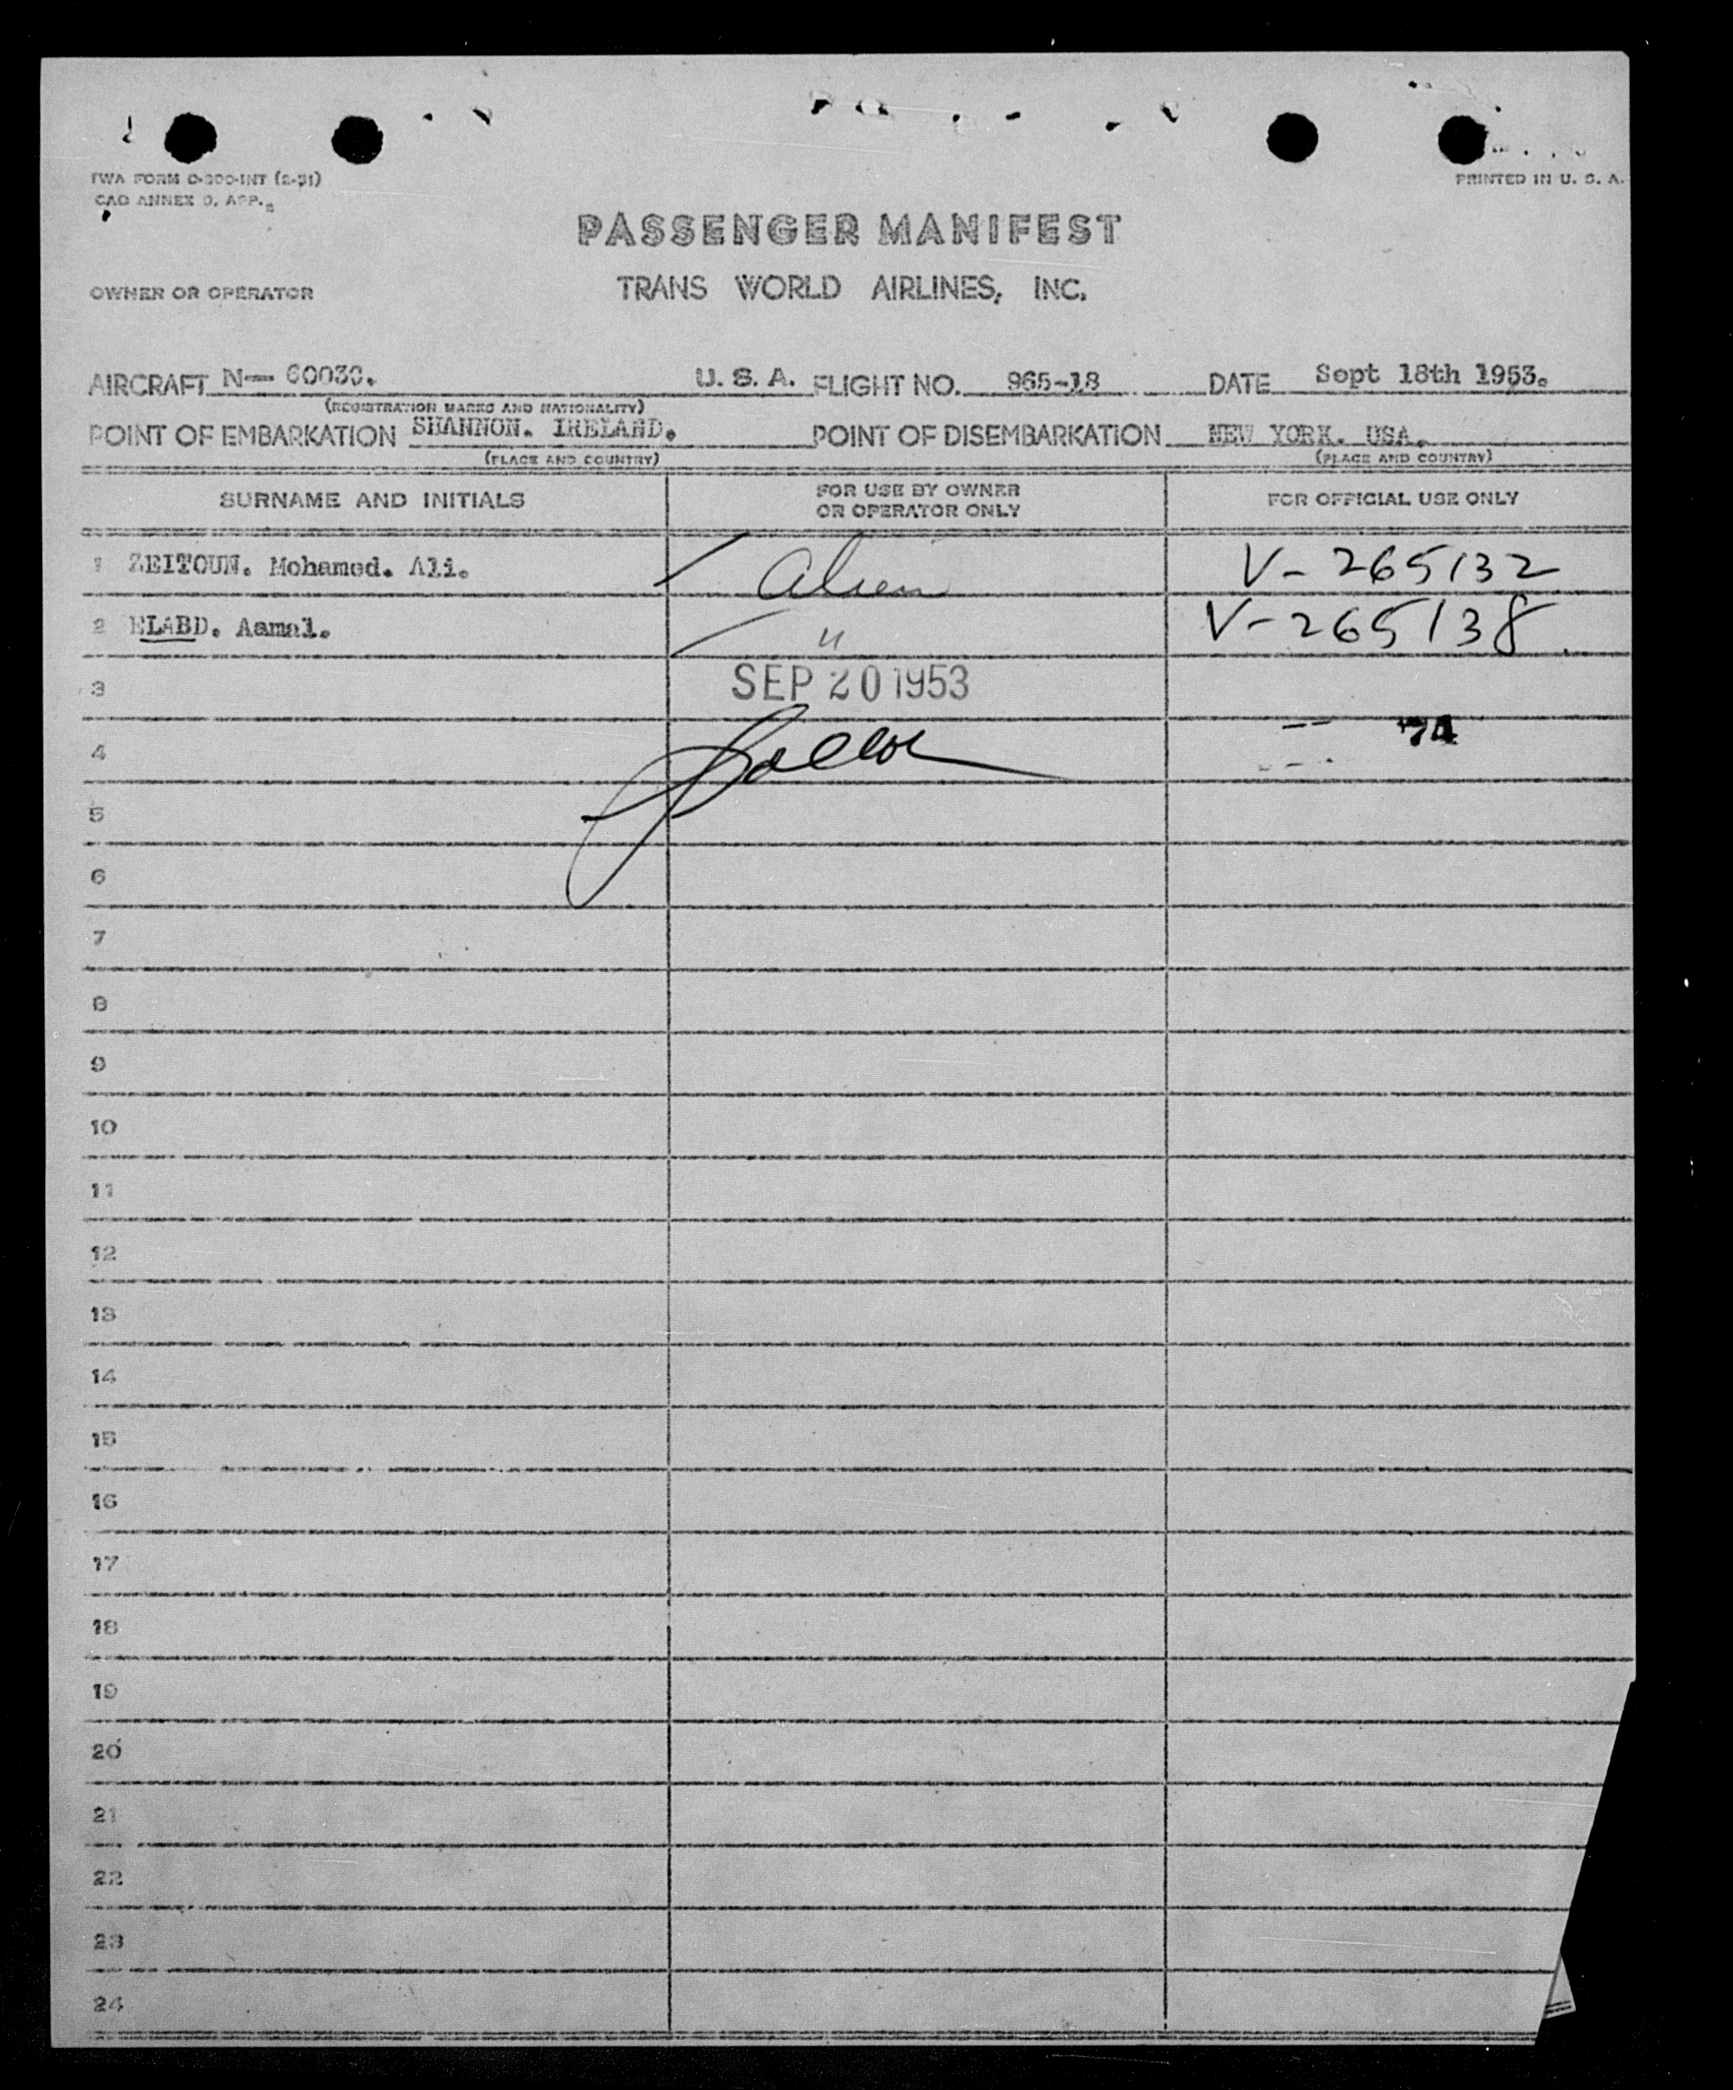 TWA FORM O-300-INT (2-51)
CAO ANNEX 9, APP.
PRINTED IN U. S. A.
PASSENGER MANIFEST
OWNER OR OPERATOR TRANS WORLD AIRLINES, INC.
AIRCRAFT N— 60030. U. S. A. FLIGHT NO. 965-18 DATE Sept 18th 1953.
(REGISTRATION MARKS AND NATIONALITY)
POINT OF EMBARKATION SHANNON. IRELAND. POINT OF DISEMBARKATION NEW YORK. USA.
(PLACE AND COUNTRY) (PLACE AND COUNTRY)
SURNAME AND INITIALS FOR USE BY OWNER OR OPERATOR ONLY FOR OFFICIAL USE ONLY
1 ZEITOUN. Mohamed. Ali. Alien V-265132
2 ELABD. Aamal. " V-265138
3 SEP 20 1953
4 74
5
6
7
8
9
10
11
12
13
14
15
16
17
18
19
20
21
22
23
24